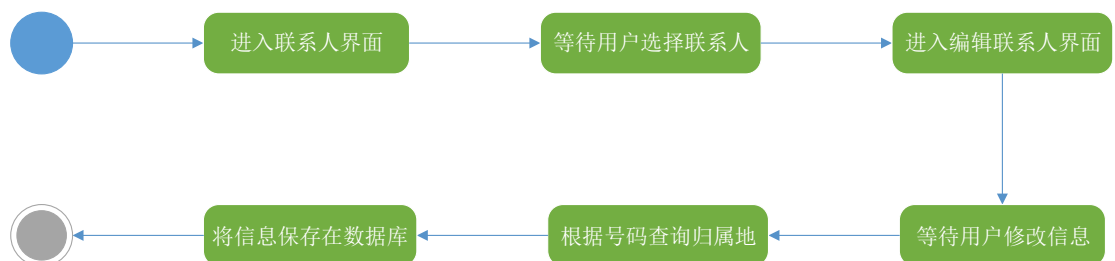 进入联系人界面
等待用户选择联系人
进入编辑联系人界面
将信息保存在数据库
根据号码查询归属地
等待用户修改信息